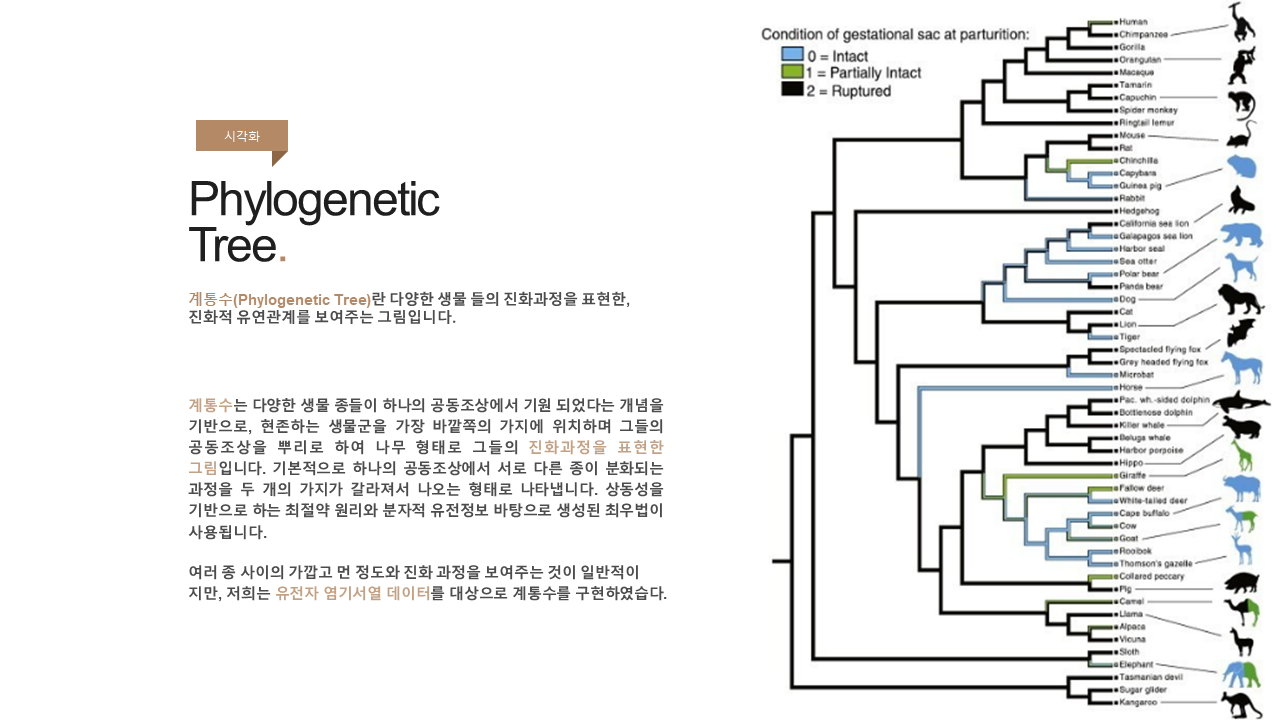 시각화
Phylogenetic
Tree.
계통수(Phylogenetic Tree)란 다양한 생물 들의 진화과정을 표현한,
진화적 유연관계를 보여주는 그림입니다.
계통수는 다양한 생물 종들이 하나의 공동조상에서 기원 되었다는 개념을
기반으로, 현존하는 생물군을 가장 바깥쪽의 가지에 위치하며 그들의
공동조상을 뿌리로 하여 나무 형태로 그들의 진화과정을 표현한
그림입니다. 기본적으로 하나의 공동조상에서 서로 다른 종이 분화되는
과정을 두 개의 가지가 갈라져서 나오는 형태로 나타냅니다. 상동성을
기반으로 하는 최절약 원리와 분자적 유전정보 바탕으로 생성된 최우법이
사용됩니다.
여러 종 사이의 가깝고 먼 정도와 진화 과정을 보여주는 것이 일반적이
지만, 저희는 유전자 염기서열 데이터를 대상으로 계통수를 구현하였습다.
Condition of gestational sac at parturition:
0 = Intact
1 = Partially Intact
2 = Ruptured
Human
Chimpanzee
Gorilla
Orangutan
Macaque
Tamarin
Capuchin
Spider monkey
Ringtail lemur
Mouse
Rat
Chinchilla
Capybara
Guinea pig
Rabbit
Hedgehog
California sea lion
Galapagos sea lion
Harbor seal
Sea otter
Polar bear
Panda bear
Dog
Cat
Lion
Tiger
Spectacled flying fox
Grey headed flying fox
Microbat
Horse
Pac. wh.-sided dolphin
Bottlenose dolphin
Killer whale
Beluga whale
Harbor porpoise
Hippo
Giraffe
Fallow deer
White-tailed deer
Cape buffalo
Cow
Goat
Rooibok
Thomson's gazelle
Collared peccary
Pig
Camel
Llama
Alpaca
Vicuna
Sloth
Elephant
Tasmanian devil
Sugar glider
Kangaroo